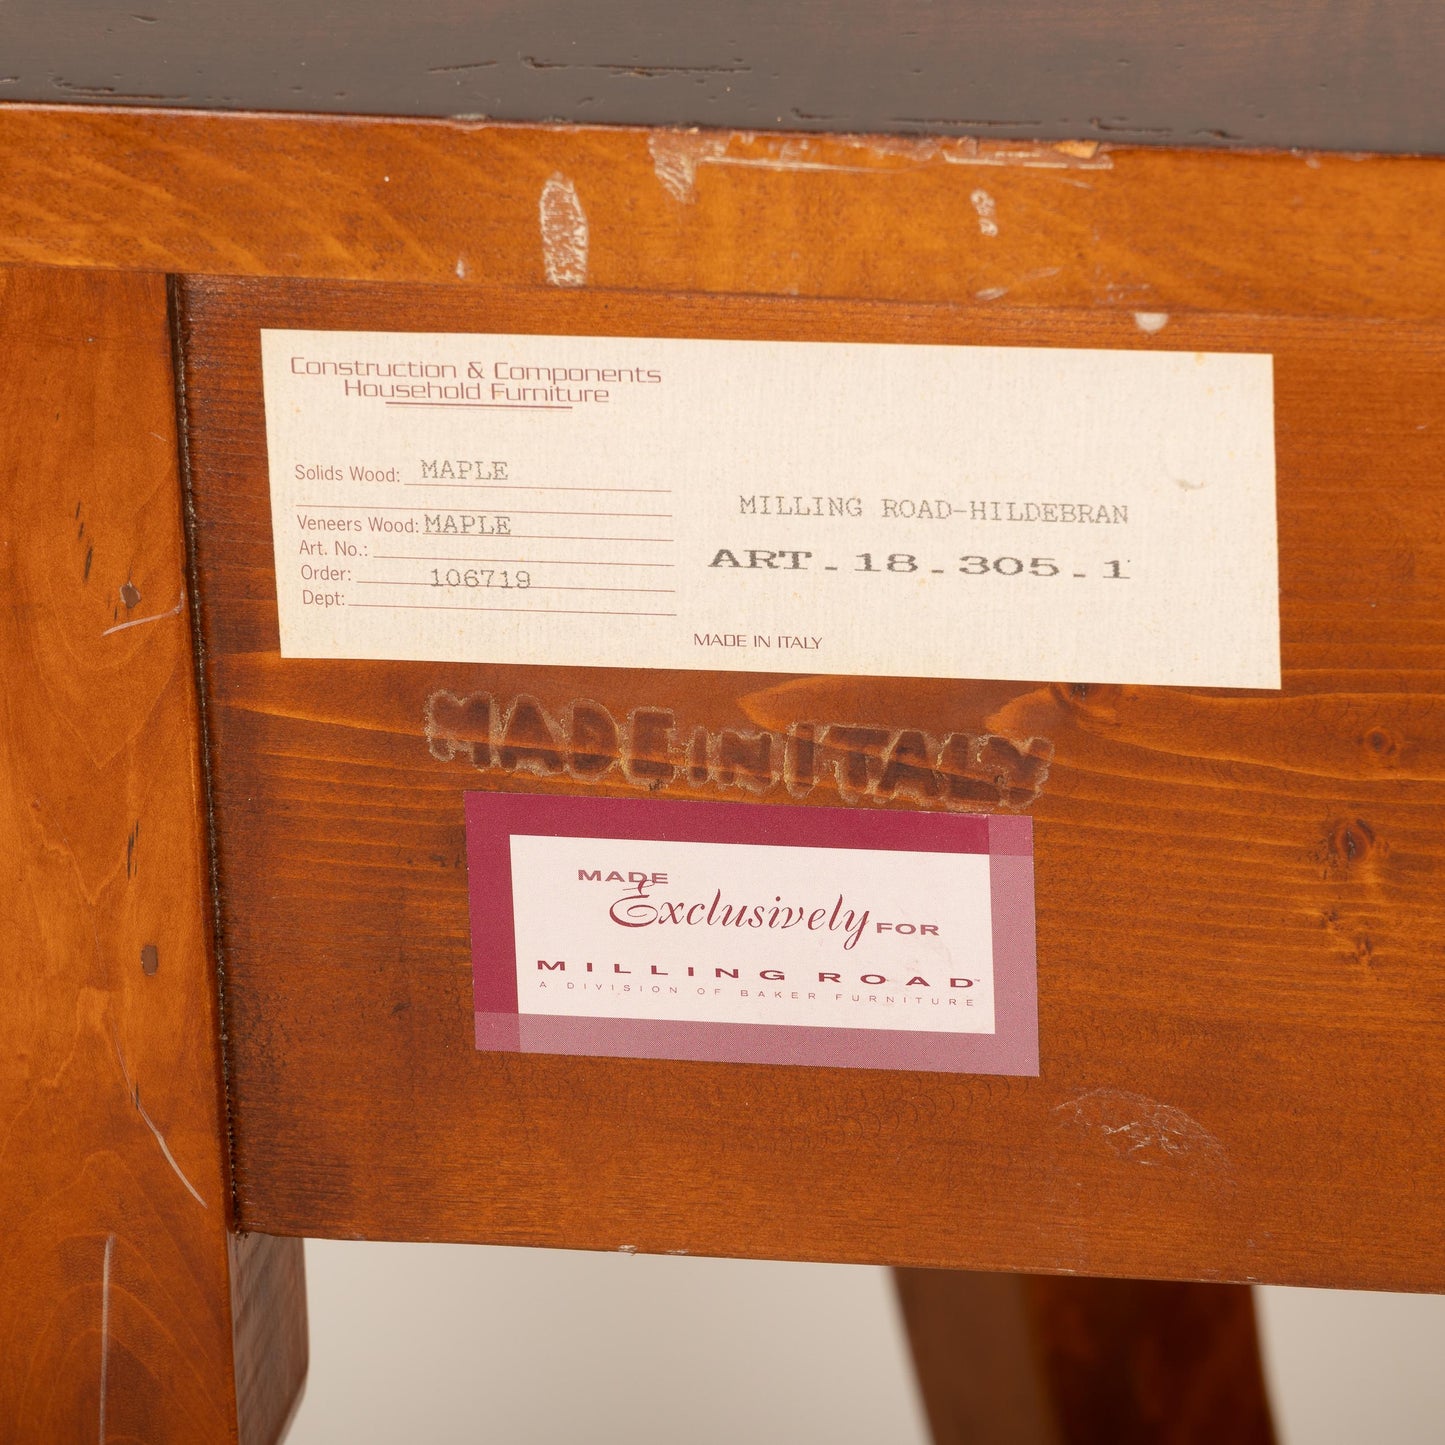 Construction & Components
Household Furniture
Solids Wood: MAPLE
Veneers Wood: MAPLE
Art. No.:
Order: 106719
Dept:
MILLING ROAD-HILDEBRAN
ART.18.305.1
MADE IN ITALY
MADE IN ITALY
MADE
Exclusively FOR
MILLING ROAD™
A DIVISION OF BAKER FURNITURE